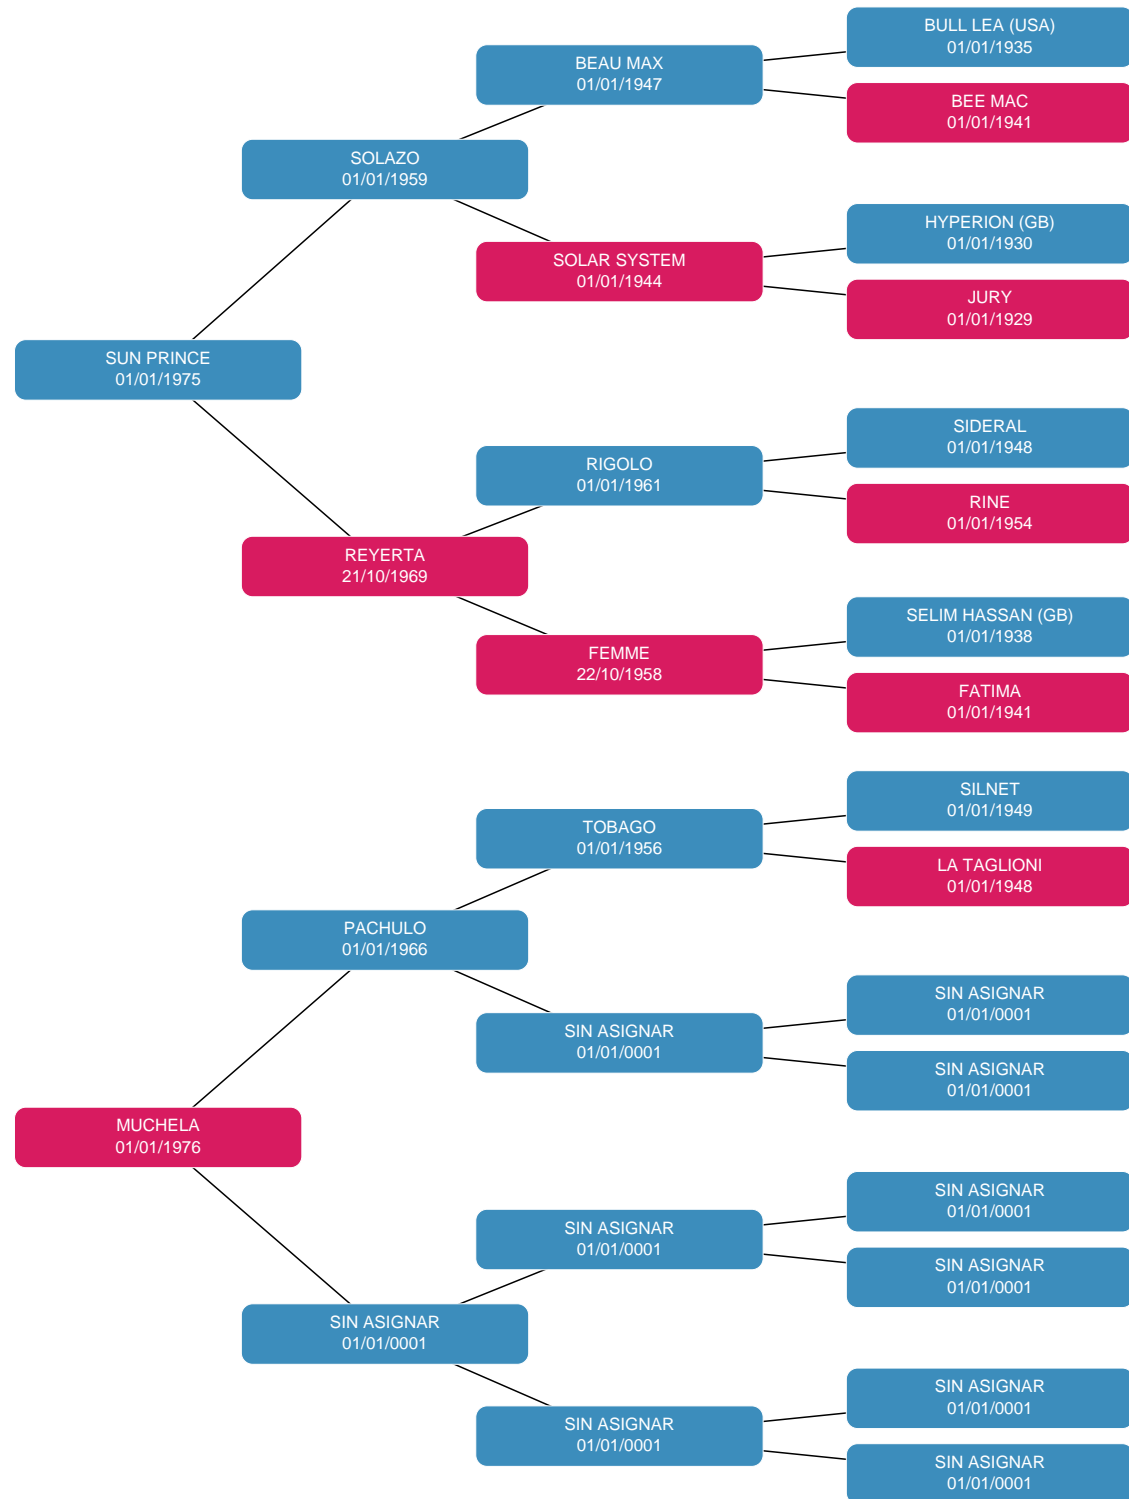 BULL LEA (USA)
01/01/1935
BEAU MAX
01/01/1947
BEE MAC
01/01/1941
SOLAZO
01/01/1959
HYPERION (GB)
01/01/1930
SOLAR SYSTEM
01/01/1944
JURY
01/01/1929
SUN PRINCE
01/01/1975
SIDERAL
01/01/1948
RIGOLO
01/01/1961
RINE
01/01/1954
REYERTA
21/10/1969
SELIM HASSAN (GB)
01/01/1938
FEMME
22/10/1958
FATIMA
01/01/1941
SILNET
01/01/1949
TOBAGO
01/01/1956
LA TAGLIONI
01/01/1948
PACHULO
01/01/1966
SIN ASIGNAR
01/01/0001
SIN ASIGNAR
01/01/0001
SIN ASIGNAR
01/01/0001
MUCHELA
01/01/1976
SIN ASIGNAR
01/01/0001
SIN ASIGNAR
01/01/0001
SIN ASIGNAR
01/01/0001
SIN ASIGNAR
01/01/0001
SIN ASIGNAR
01/01/0001
SIN ASIGNAR
01/01/0001
SIN ASIGNAR
01/01/0001